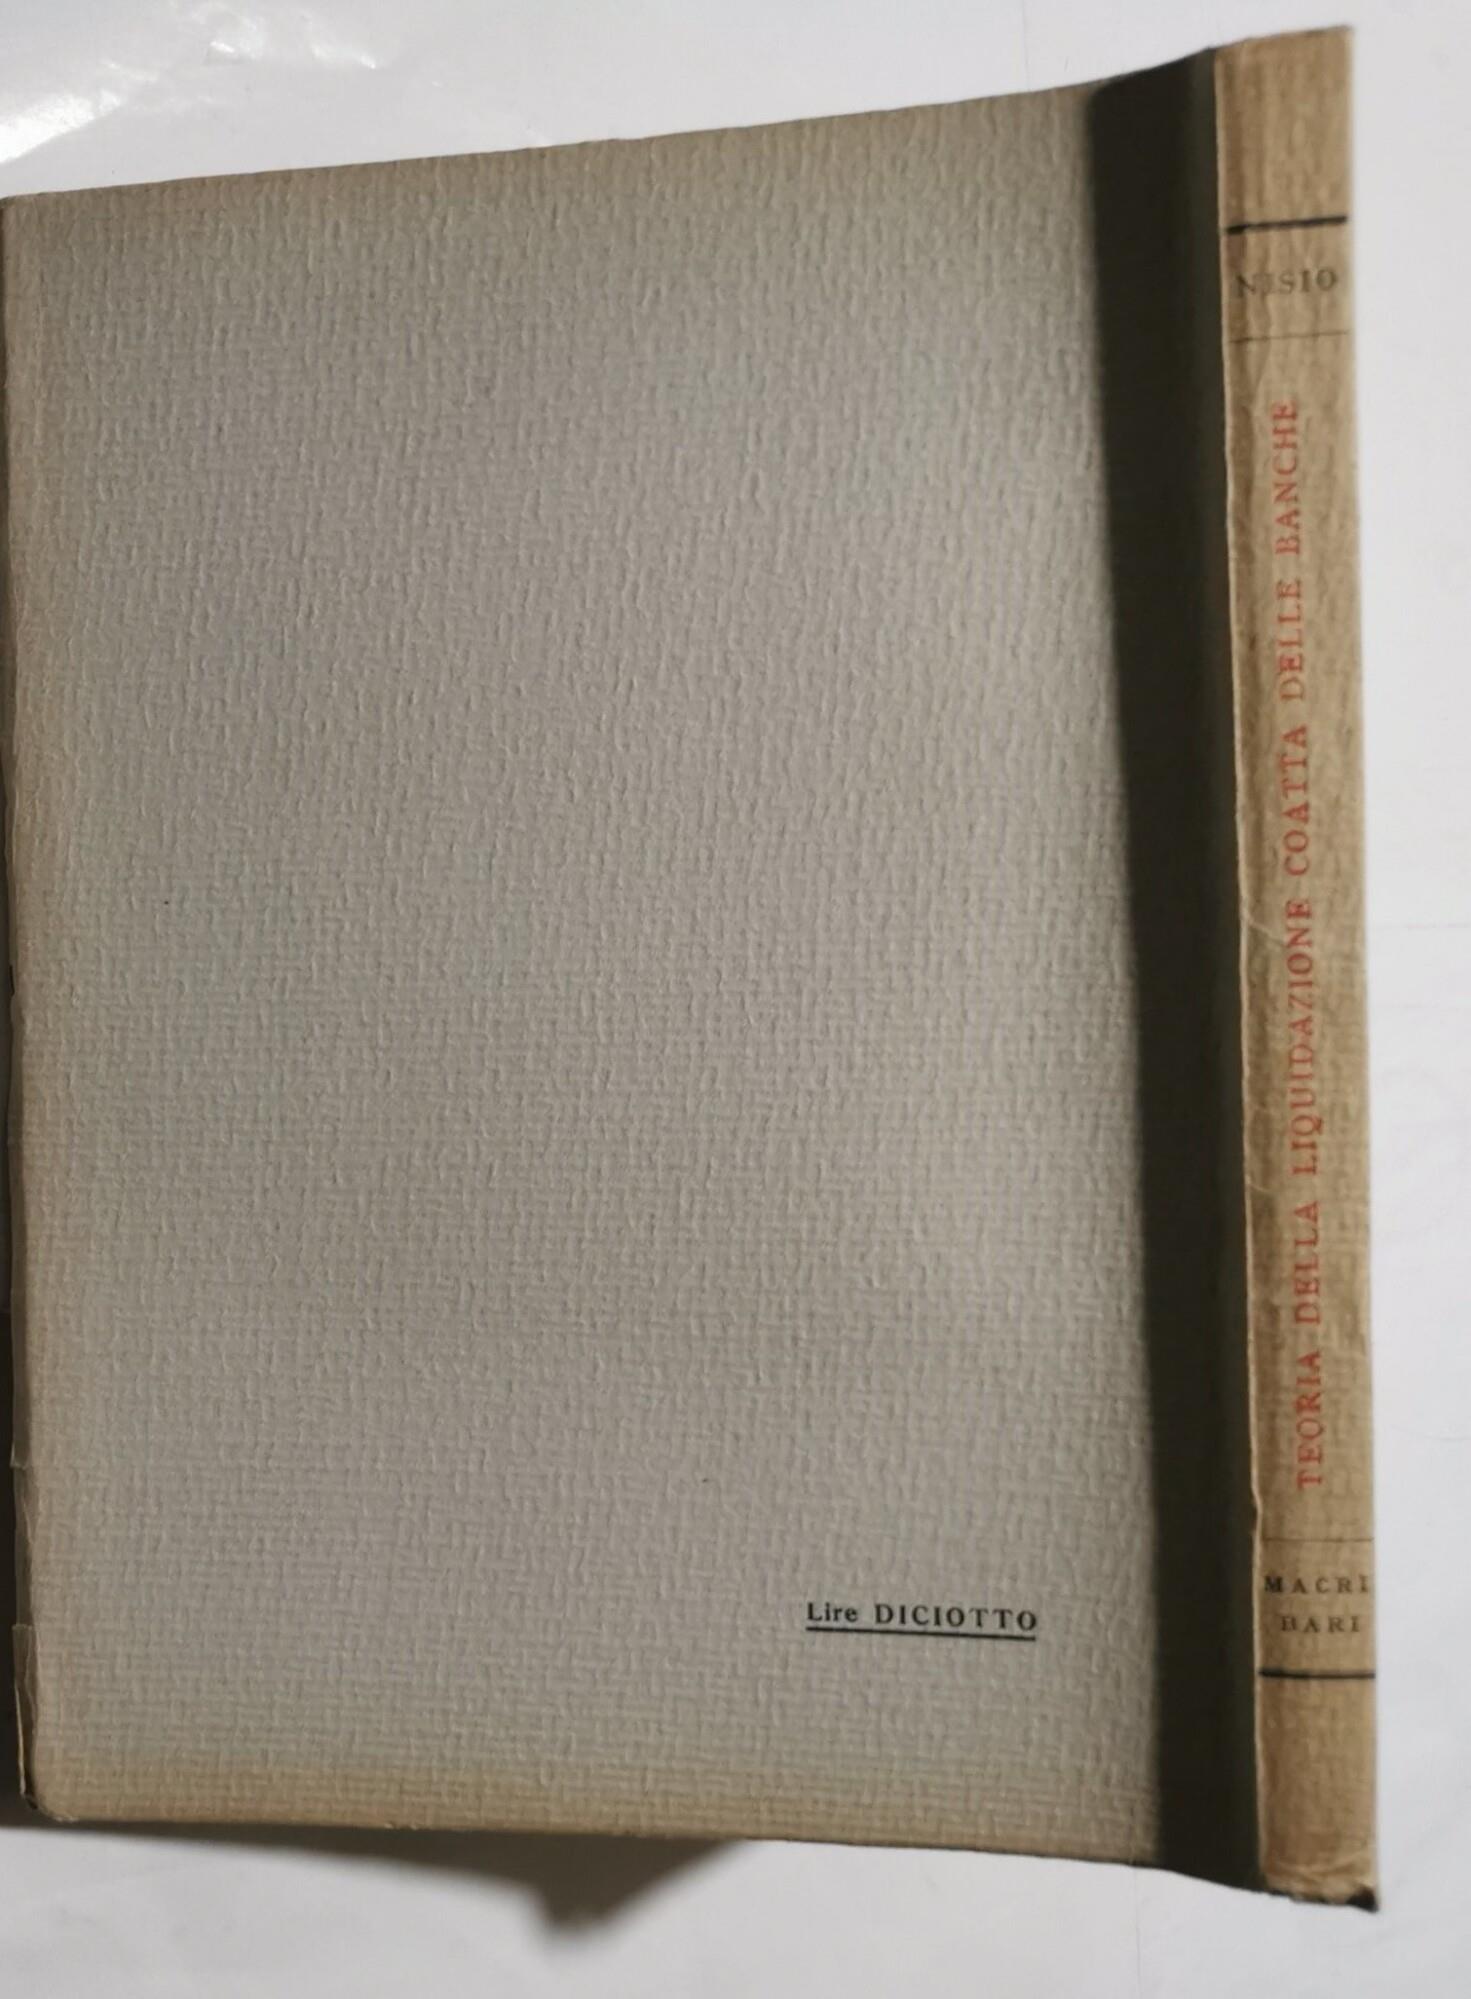 NISIO
TEORIA DELLA LIQUIDAZIONE COATTA DELLE BANCHE
MACRI
BARI
Lire DICIOTTO